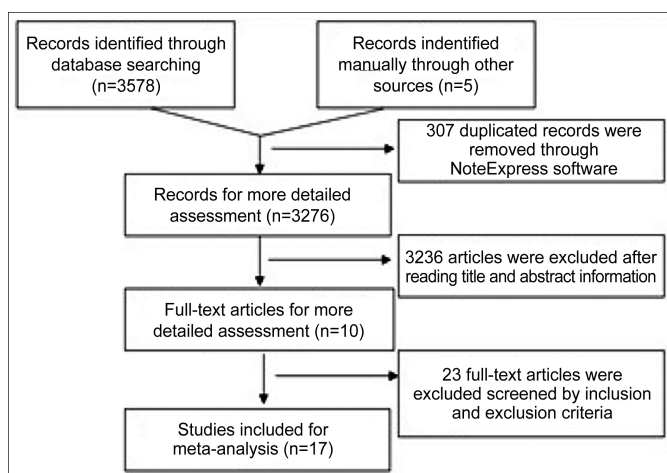 Records identified through
database searching
(n=3578)
Records indentified
manually through other
sources (n=5)
307 duplicated records were
removed through
NoteExpress software
Records for more detailed
assessment (n=3276)
3236 articles were excluded after
reading title and abstract information
Full-text articles for more
detailed assessment (n=10)
23 full-text articles were
excluded screened by inclusion
and exclusion criteria
Studies included for
meta-analysis (n=17)